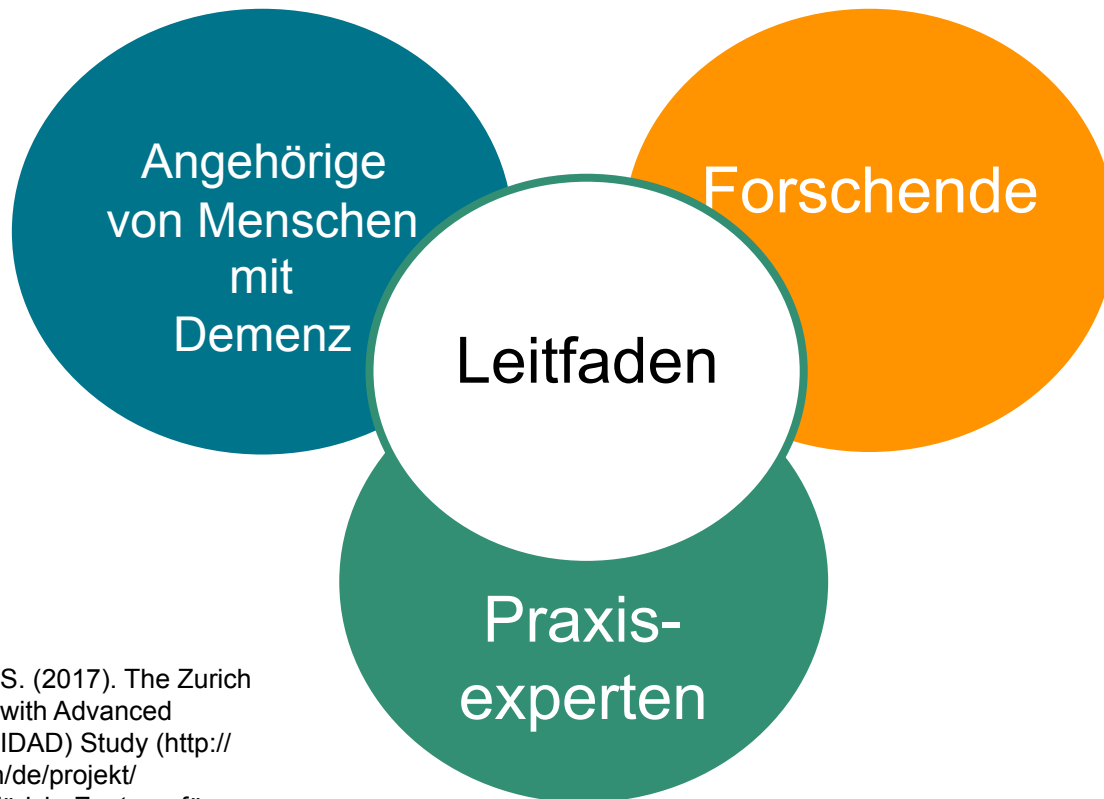 Angehörige
von Menschen
mit
Demenz
Forschende
Leitfaden
Praxis-
experten
S. (2017). The Zurich
with Advanced
IDAD) Study (http://
/de/projekt/